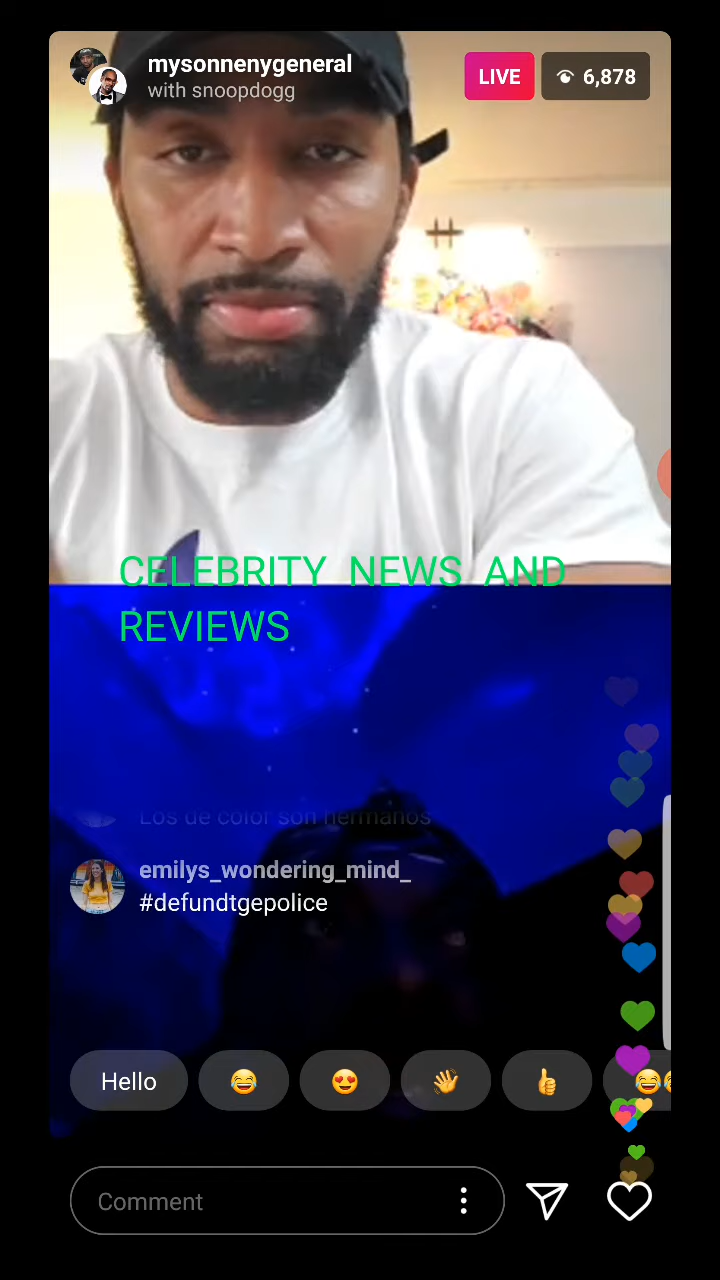 mysonnenygeneral
with snoopdogg
LIVE
6,878
CELEBRITY NEWS AND
REVIEWS
Los de color son hermanos
emilys_wondering_mind_
#defundtgepolice
Hello
Comment